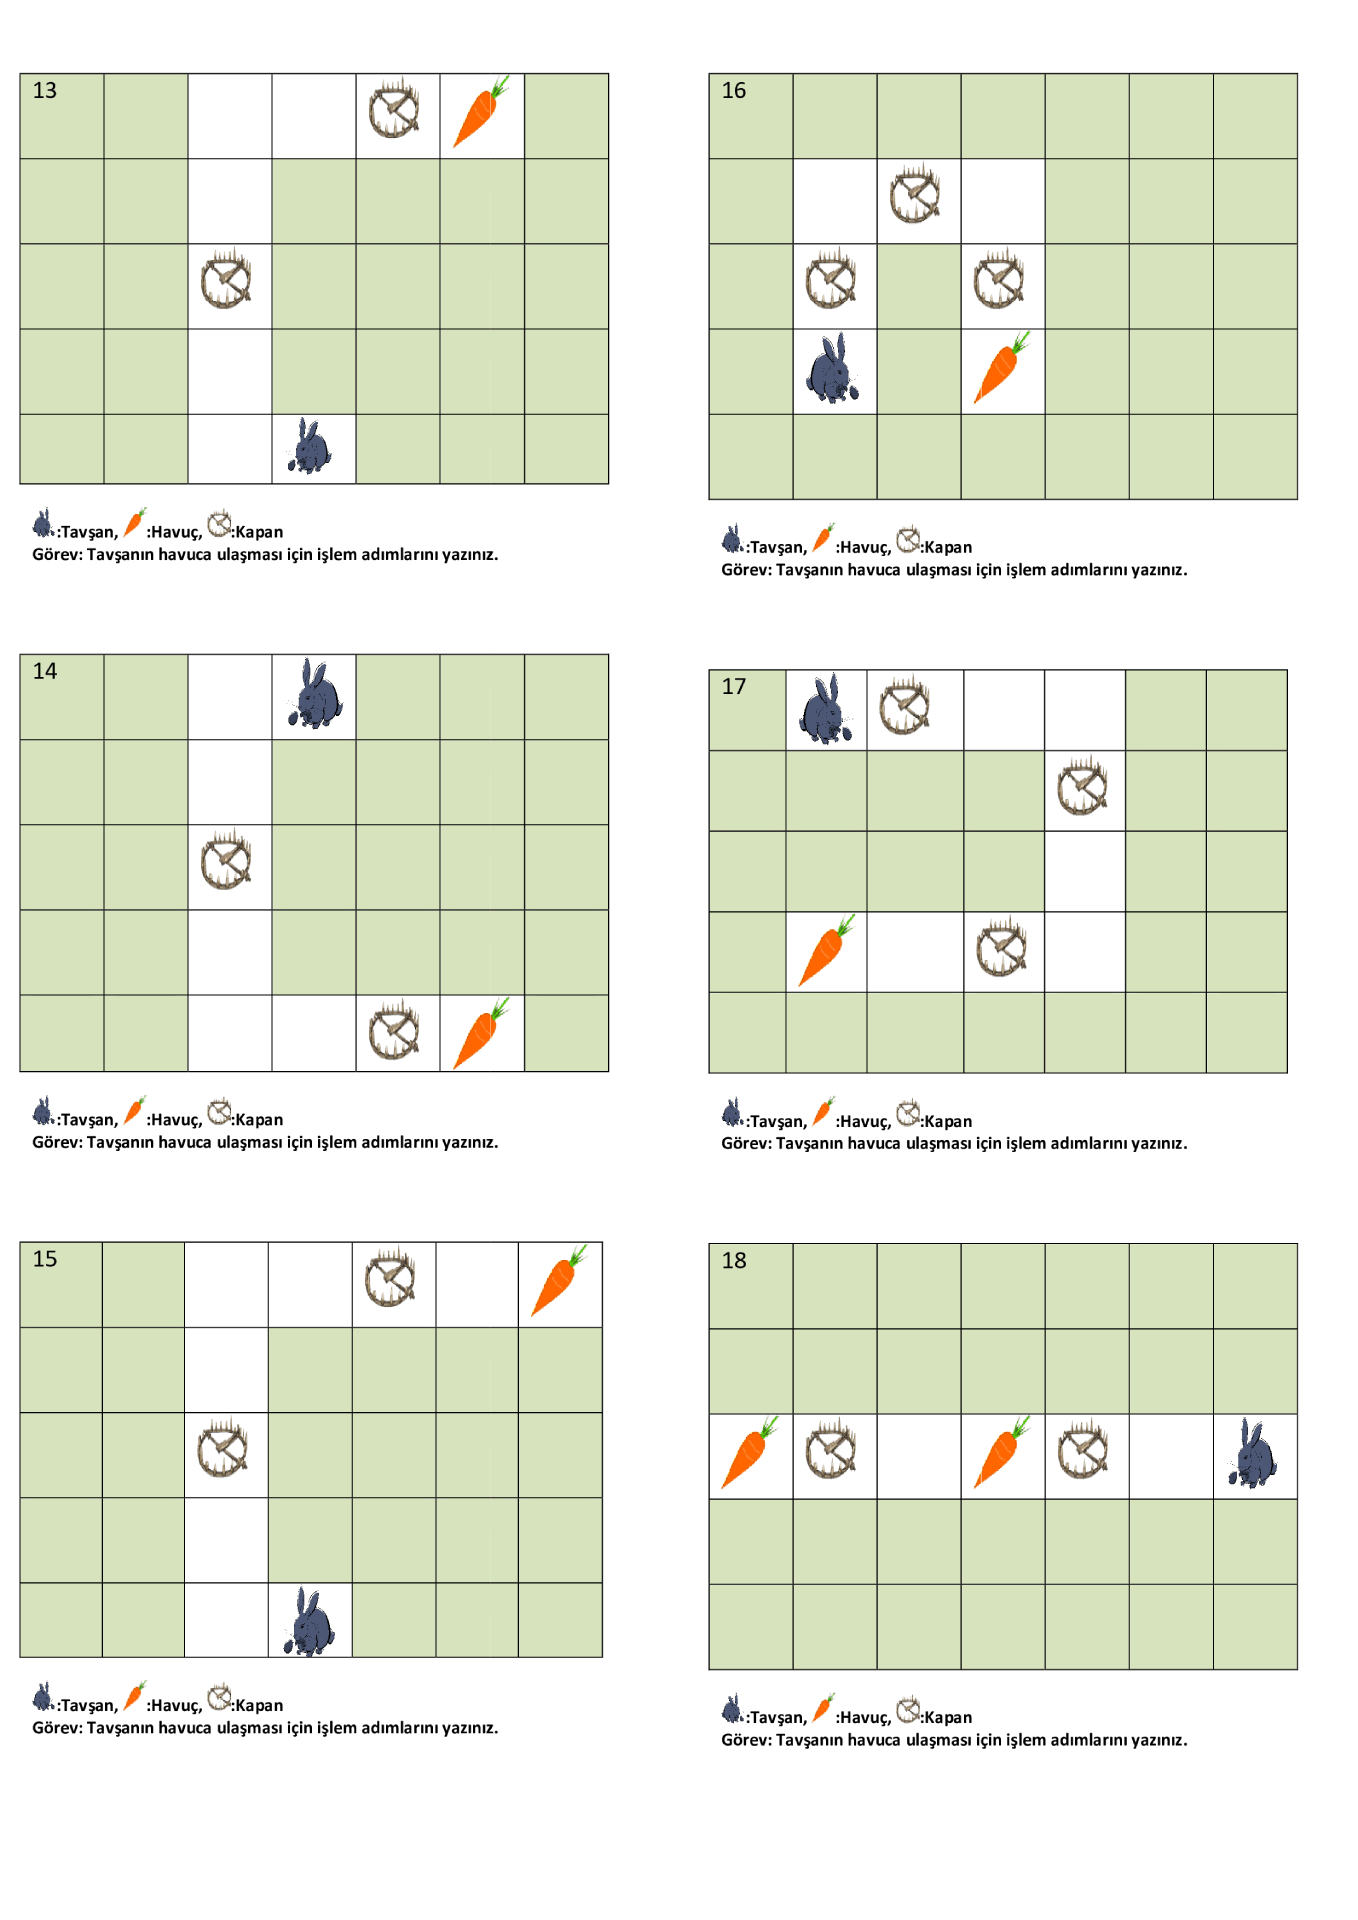 13
:Tavşan, :Havuç, :Kapan
Görev: Tavşanın havuca ulaşması için işlem adımlarını yazınız.
14
:Tavşan, :Havuç, :Kapan
Görev: Tavşanın havuca ulaşması için işlem adımlarını yazınız.
15
:Tavşan, :Havuç, :Kapan
Görev: Tavşanın havuca ulaşması için işlem adımlarını yazınız.
16
:Tavşan, :Havuç, :Kapan
Görev: Tavşanın havuca ulaşması için işlem adımlarını yazınız.
17
:Tavşan, :Havuç, :Kapan
Görev: Tavşanın havuca ulaşması için işlem adımlarını yazınız.
18
:Tavşan, :Havuç, :Kapan
Görev: Tavşanın havuca ulaşması için işlem adımlarını yazınız.